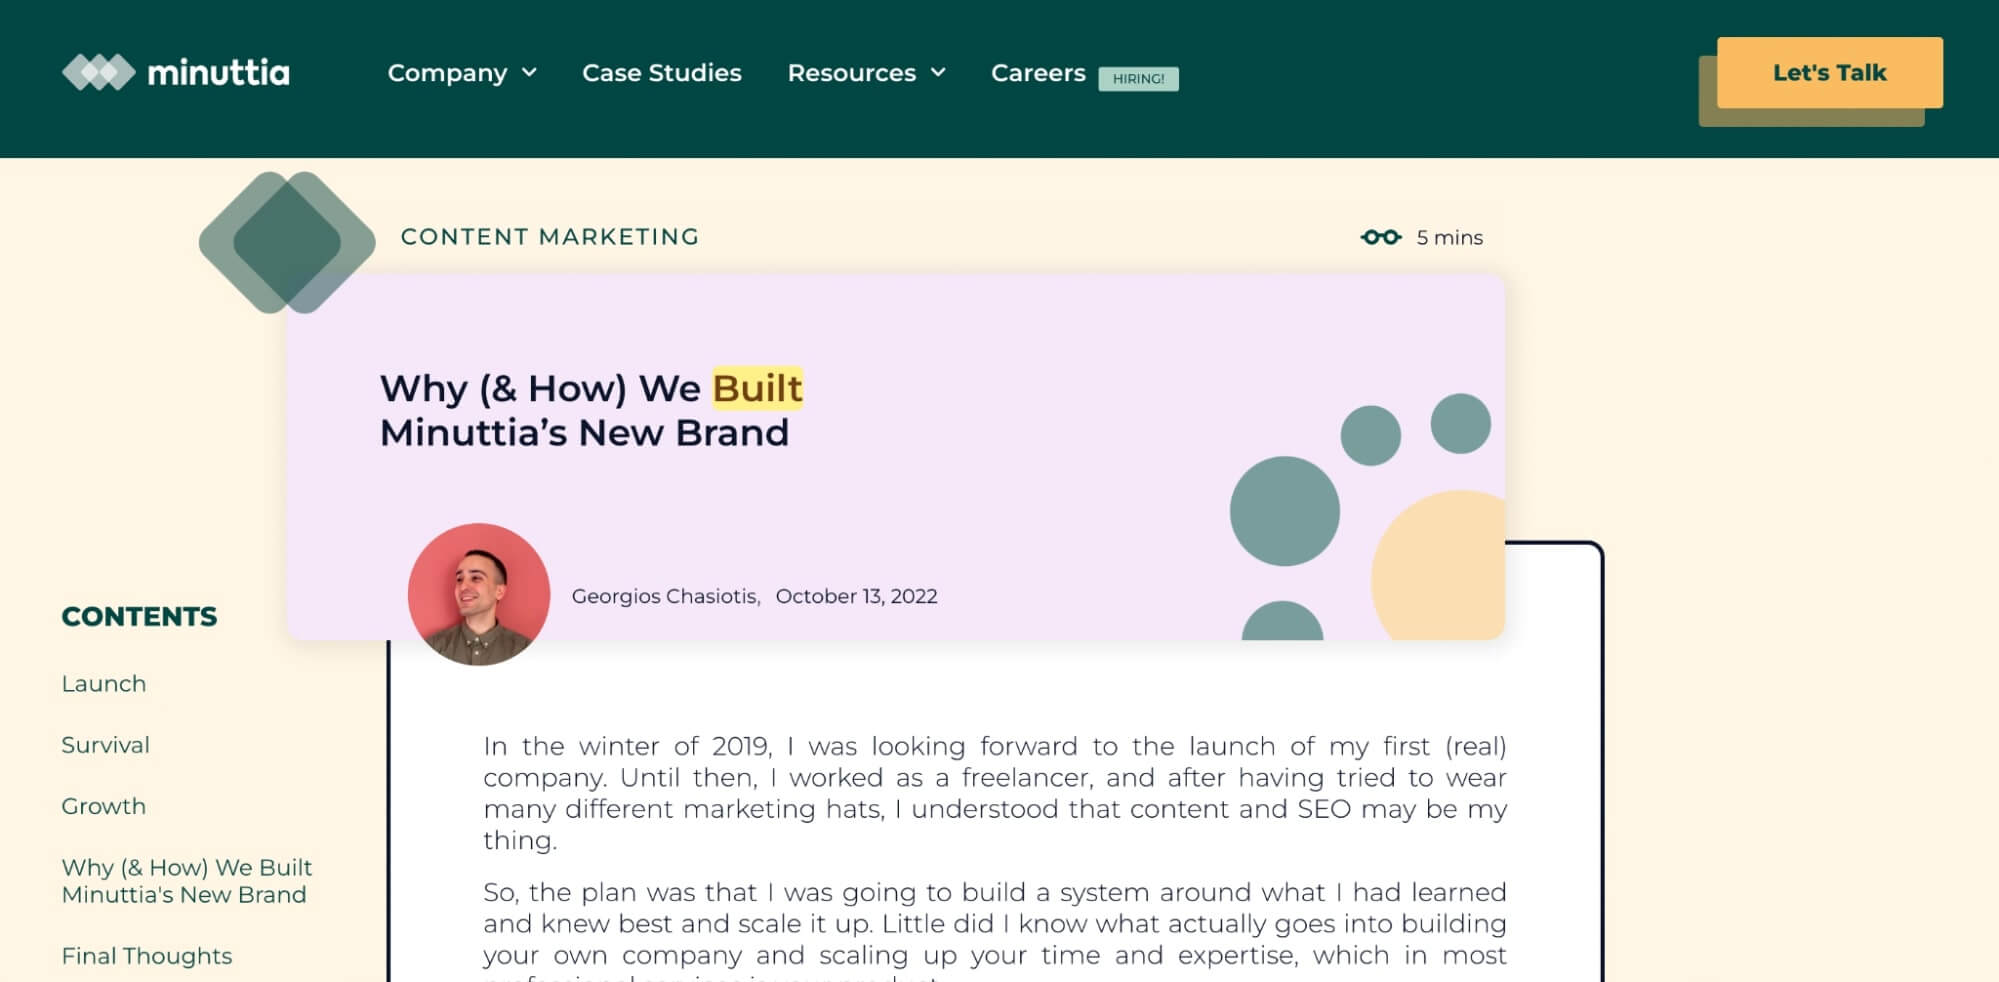 minuttia
Company
Case Studies
Resources
Careers
HIRING!
Let's Talk
CONTENT MARKETING
5 mins
Why (& How) We Built
Minuttia’s New Brand
Georgios Chasiotis, October 13, 2022
CONTENTS
Launch
Survival
Growth
Why (& How) We Built
Minuttia's New Brand
Final Thoughts
In the winter of 2019, I was looking forward to the launch of my first (real)
company. Until then, I worked as a freelancer, and after having tried to wear
many different marketing hats, I understood that content and SEO may be my
thing.
So, the plan was that I was going to build a system around what I had learned
and knew best and scale it up. Little did I know what actually goes into building
your own company and scaling up your time and expertise, which in most